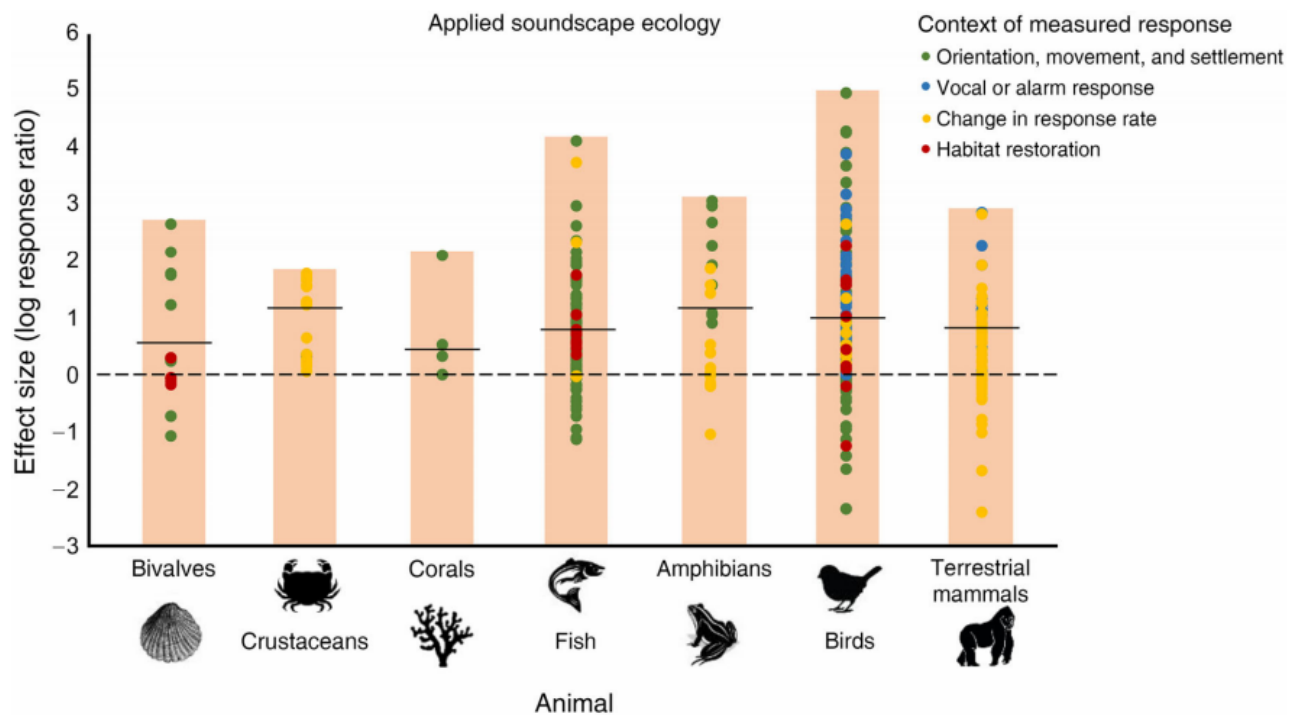 Applied soundscape ecology
Context of measured response
Orientation, movement, and settlement
Vocal or alarm response
Change in response rate
Habitat restoration
Effect size (log response ratio)
6
5
4
3
2
1
0
−1
−2
−3
Bivalves
Crustaceans
Corals
Fish
Amphibians
Birds
Terrestrial
mammals
Animal